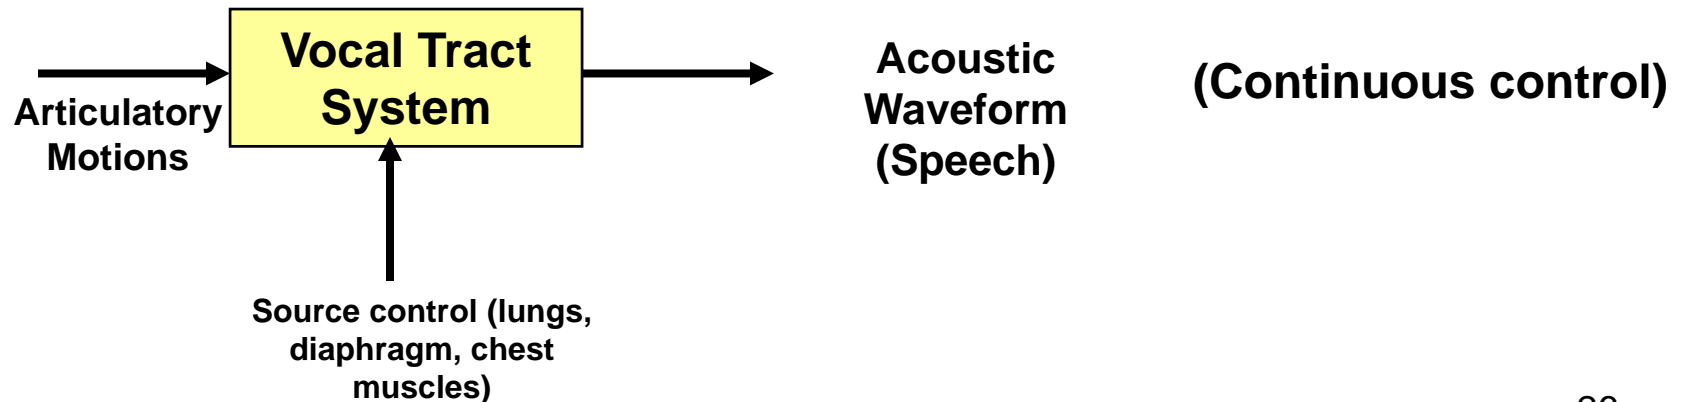 Articulatory
Motions
Vocal Tract
System
Acoustic
Waveform
(Speech)
(Continuous control)
Source control (lungs,
diaphragm, chest
muscles)